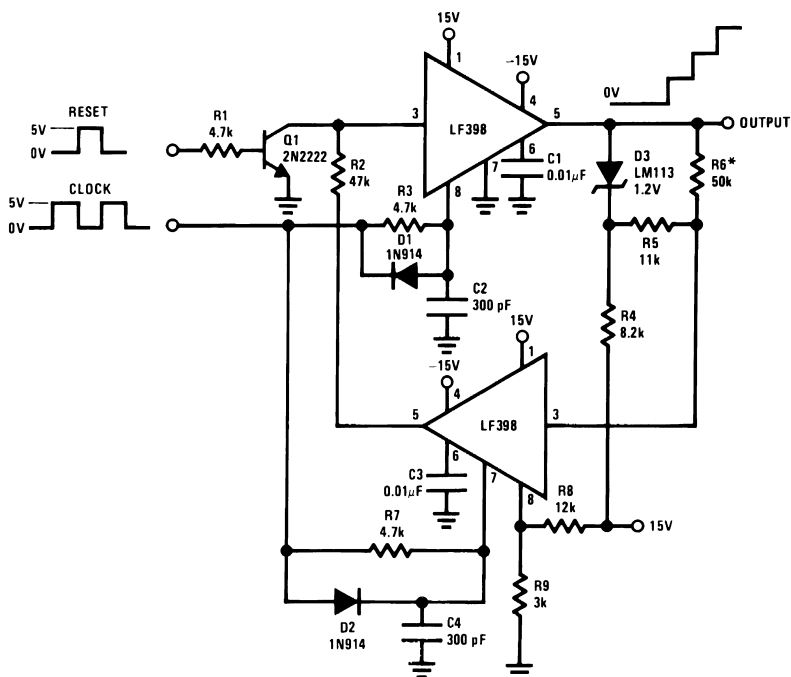 15V
1
−15V
4
0V
RESET
5V
0V
R1
4.7k
Q1
2N2222
3
LF398
5
OUTPUT
6
7
8
C1
0.01µF
D3
LM113
1.2V
R6*
50k
R2
47k
CLOCK
5V
0V
R3
4.7k
D1
1N914
R5
11k
C2
300 pF
R4
8.2k
15V
1
−15V
4
5
LF398
3
6
7
8
C3
0.01µF
R8
12k
15V
R7
4.7k
R9
3k
D2
1N914
C4
300 pF